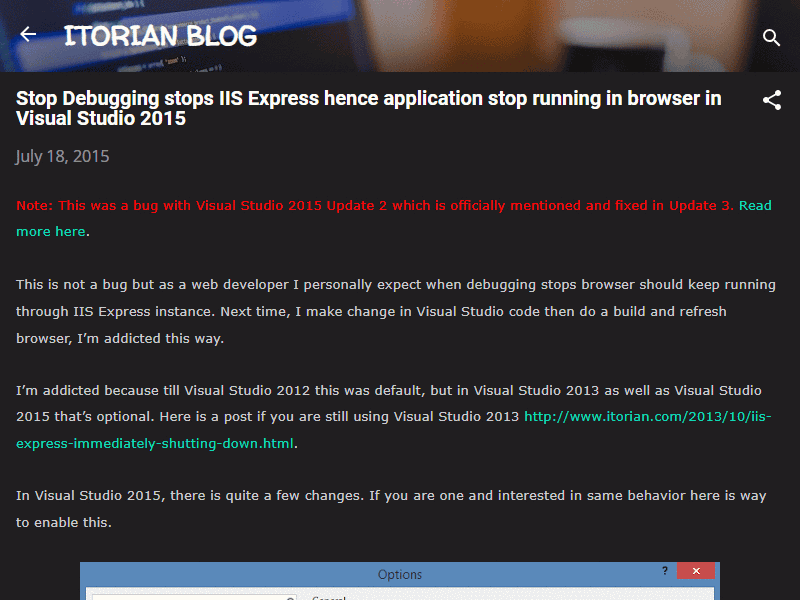 ITORIAN BLOG
Stop Debugging stops IIS Express hence application stop running in browser in
Visual Studio 2015
July 18, 2015
Note: This was a bug with Visual Studio 2015 Update 2 which is officially mentioned and fixed in Update 3. Read
more here.
This is not a bug but as a web developer I personally expect when debugging stops browser should keep running
through IIS Express instance. Next time, I make change in Visual Studio code then do a build and refresh
browser, I’m addicted this way.
I’m addicted because till Visual Studio 2012 this was default, but in Visual Studio 2013 as well as Visual Studio
2015 that’s optional. Here is a post if you are still using Visual Studio 2013 http://www.itorian.com/2013/10/iis-
express-immediately-shutting-down.html.
In Visual Studio 2015, there is quite a few changes. If you are one and interested in same behavior here is way
to enable this.
Options ?